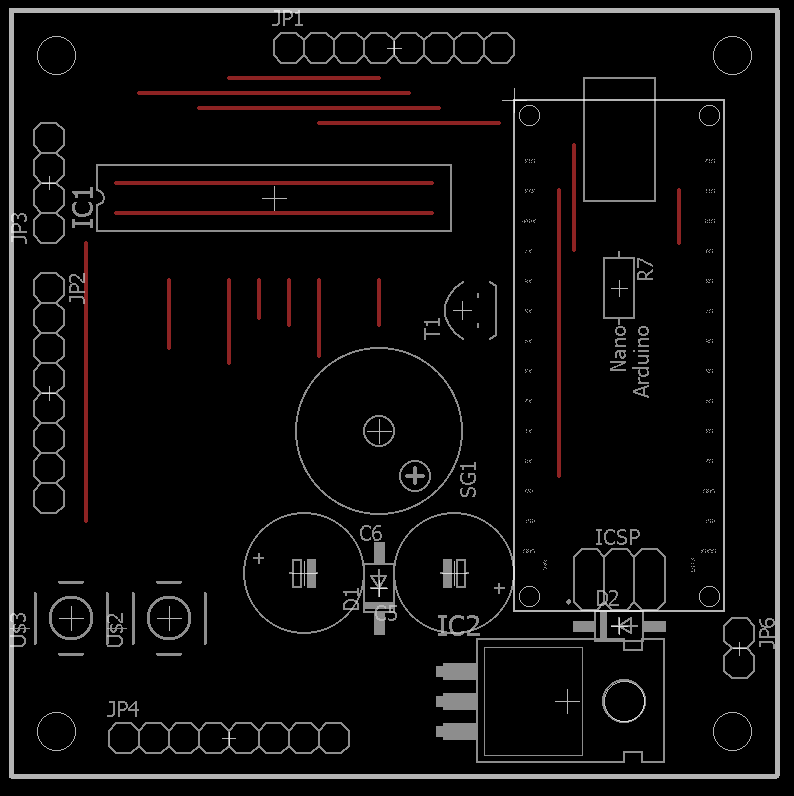 JP1
JP3
IC1
JP2
R7
T1
Nano
Arduino
SG1
C6
ICSP
D1
C5
D2
IC2
U$3
U$2
JP6
JP4